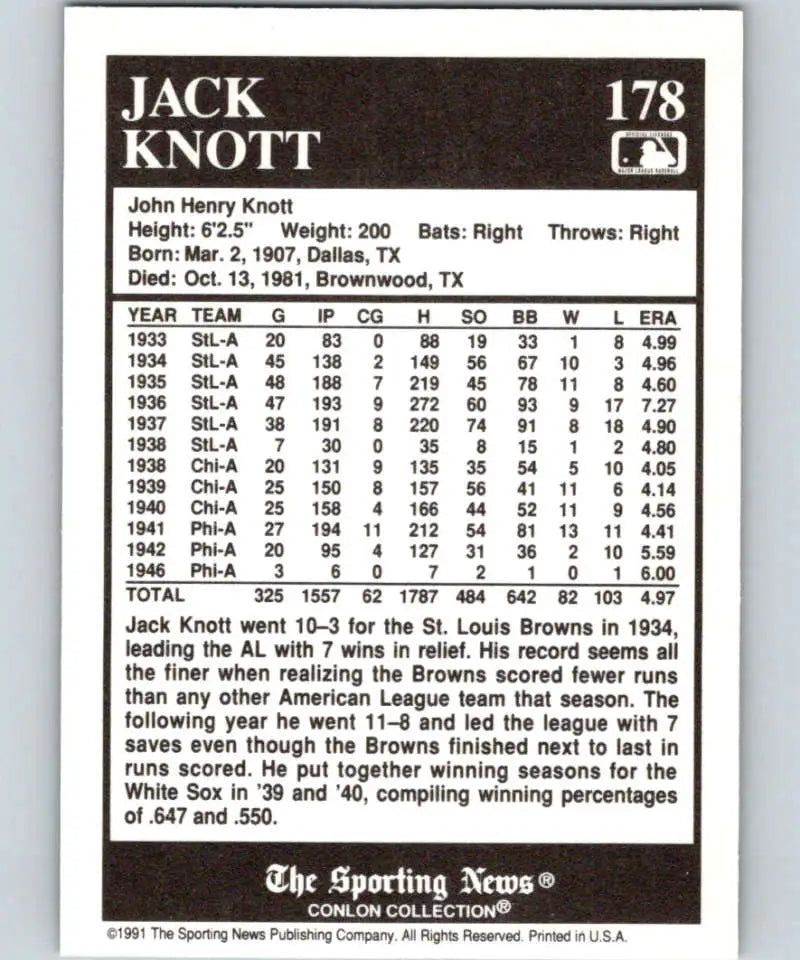 JACK
KNOTT
178
OFFICIAL LICENSEE
MAJOR LEAGUE BASEBALL
John Henry Knott
Height: 6'2.5" Weight: 200 Bats: Right Throws: Right
Born: Mar. 2, 1907, Dallas, TX
Died: Oct. 13, 1981, Brownwood, TX
YEAR TEAM G IP CG H SO BB W L ERA
1933 StL-A 20 83 0 88 19 33 1 8 4.99
1934 StL-A 45 138 2 149 56 67 10 3 4.96
1935 StL-A 48 188 7 219 45 78 11 8 4.60
1936 StL-A 47 193 9 272 60 93 9 17 7.27
1937 StL-A 38 191 8 220 74 91 8 18 4.90
1938 StL-A 7 30 0 35 8 15 1 2 4.80
1938 Chi-A 20 131 9 135 35 54 5 10 4.05
1939 Chi-A 25 150 8 157 56 41 11 6 4.14
1940 Chi-A 25 158 4 166 44 52 11 9 4.56
1941 Phi-A 27 194 11 212 54 81 13 11 4.41
1942 Phi-A 20 95 4 127 31 36 2 10 5.59
1946 Phi-A 3 6 0 7 2 1 0 1 6.00
TOTAL 325 1557 62 1787 484 642 82 103 4.97
Jack Knott went 10–3 for the St. Louis Browns in 1934,
leading the AL with 7 wins in relief. His record seems all
the finer when realizing the Browns scored fewer runs
than any other American League team that season. The
following year he went 11–8 and led the league with 7
saves even though the Browns finished next to last in
runs scored. He put together winning seasons for the
White Sox in '39 and '40, compiling winning percentages
of .647 and .550.
The Sporting News®
CONLON COLLECTION®
©1991 The Sporting News Publishing Company. All Rights Reserved. Printed in U.S.A.